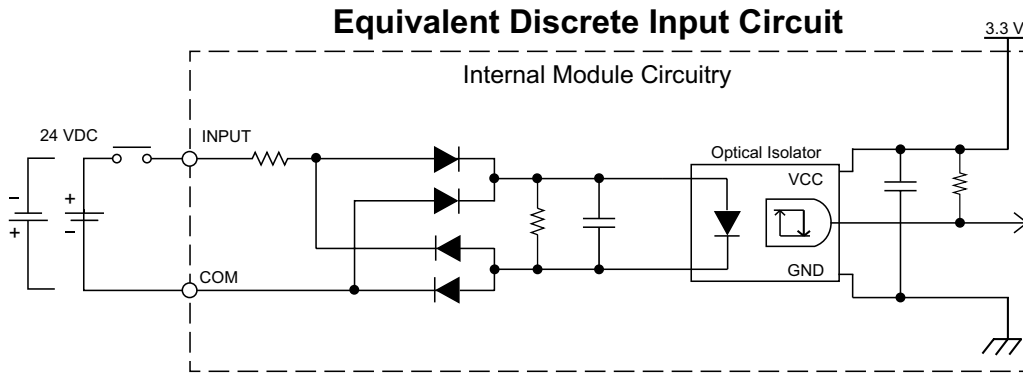 Equivalent Discrete Input Circuit
3.3 V
Internal Module Circuitry
24 VDC
INPUT
Optical Isolator
VCC
−
+
+
−
GND
COM